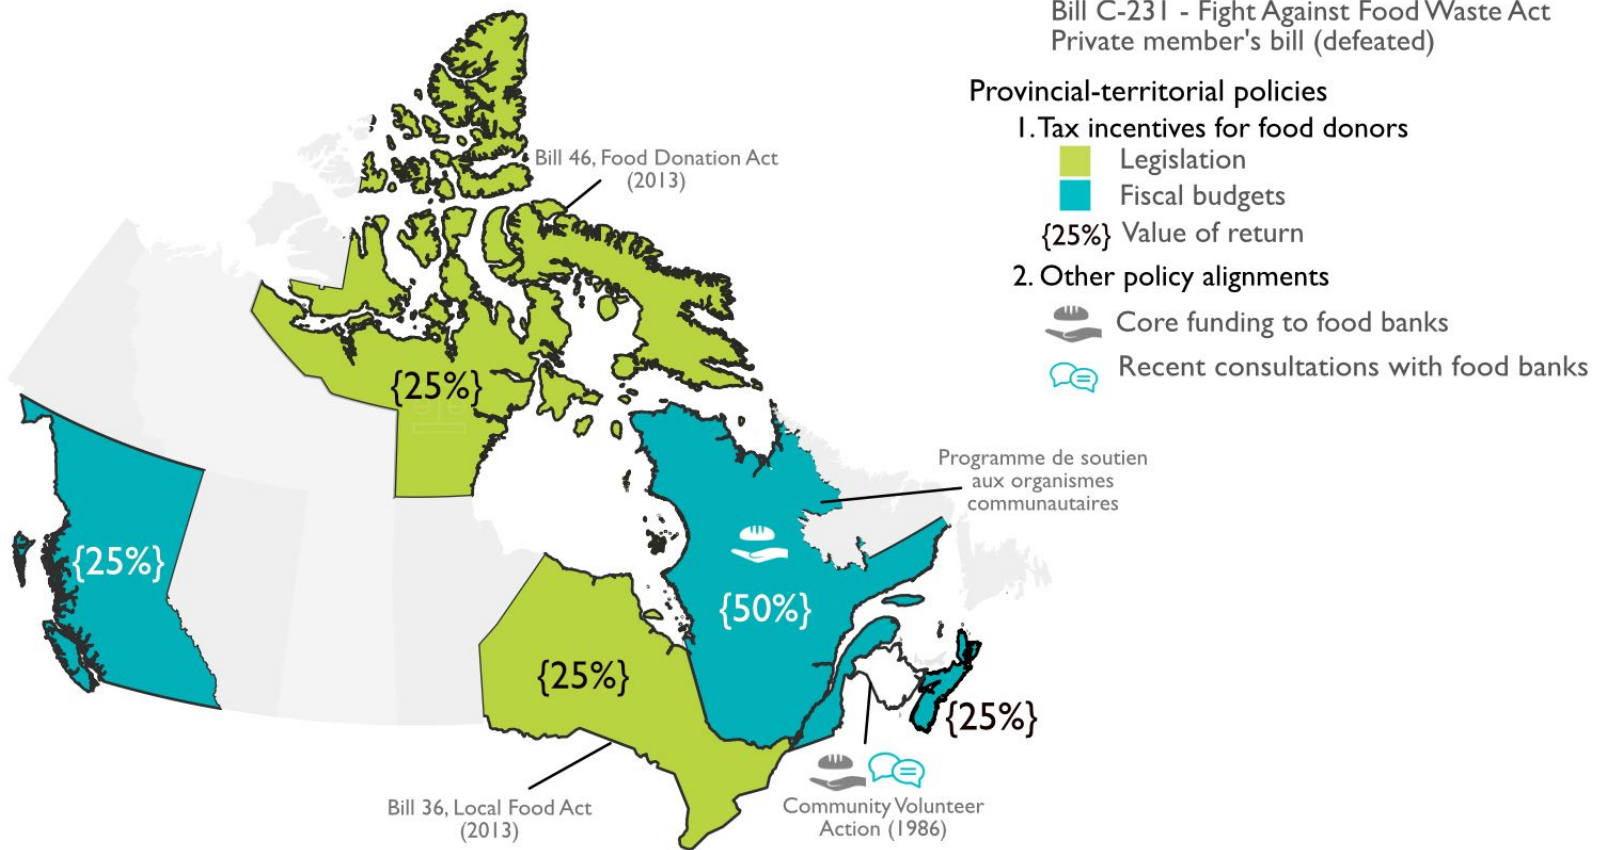 Bill C-231 - Fight Against Food Waste Act
Private member's bill (defeated)
Provincial-territorial policies
1. Tax incentives for food donors
Legislation
Fiscal budgets
{25%} Value of return
2. Other policy alignments
Core funding to food banks
Recent consultations with food banks
Bill 46, Food Donation Act
(2013)
{25%}
Programme de soutien
aux organismes
communautaires
{25%}
{50%}
{25%}
{25%}
Bill 36, Local Food Act
(2013)
Community Volunteer
Action (1986)